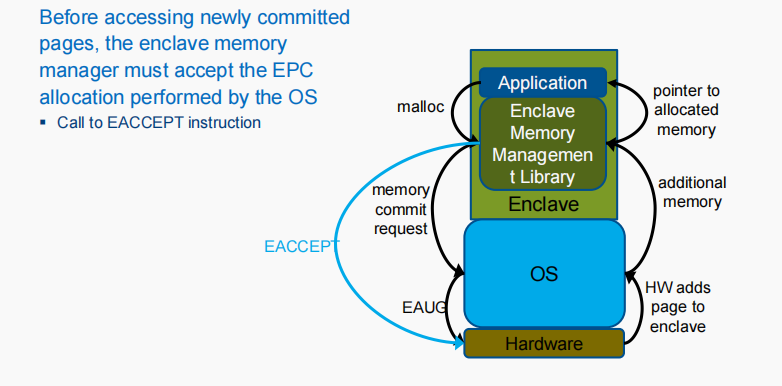 Before accessing newly committed
pages, the enclave memory
manager must accept the EPC
allocation performed by the OS
▪ Call to EACCEPT instruction
Application
malloc
pointer to
allocated
memory
Enclave
Memory
Managemen
t Library
memory
commit
request
additional
memory
Enclave
EACCEPT
OS
EAUG
HW adds
page to
enclave
Hardware